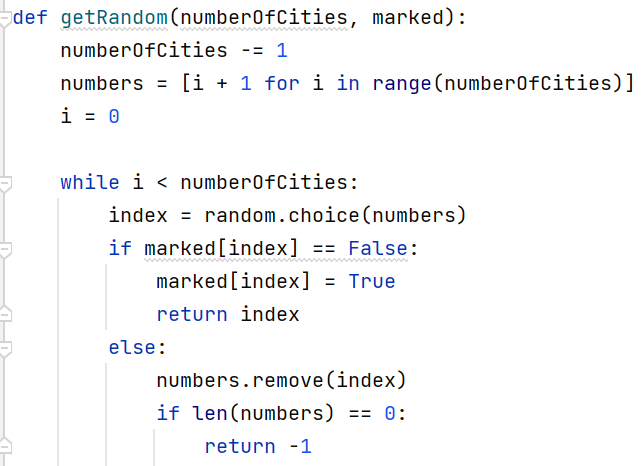 def getRandom(numberOfCities, marked):
    numberOfCities -= 1
    numbers = [i + 1 for i in range(numberOfCities)]
    i = 0

    while i < numberOfCities:
        index = random.choice(numbers)
        if marked[index] == False:
            marked[index] = True
            return index
        else:
            numbers.remove(index)
            if len(numbers) == 0:
                return -1